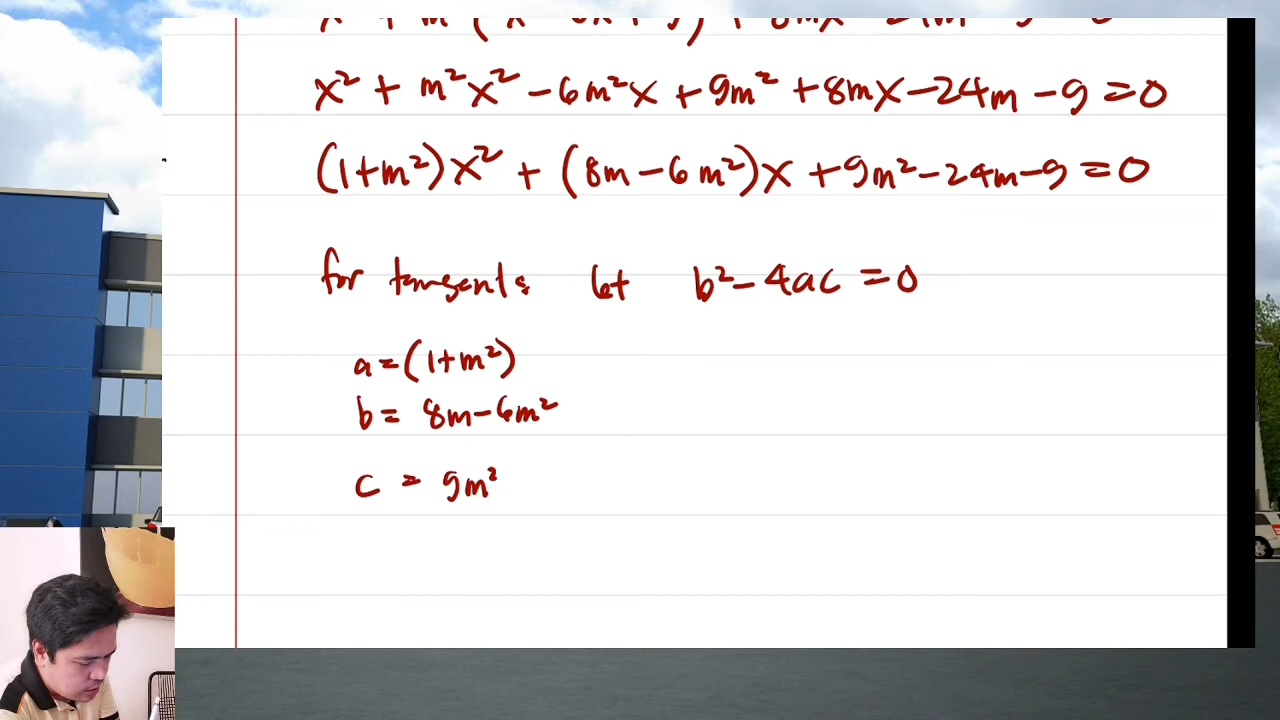 x² + m²x² - 6m²x + 9m² + 8mx - 24m - 9 = 0
(1+m²)x² + (8m - 6m²)x + 9m² - 24m - 9 = 0
for tangents let b² - 4ac = 0
a = (1+m²)
b = 8m - 6m²
c = 9m²